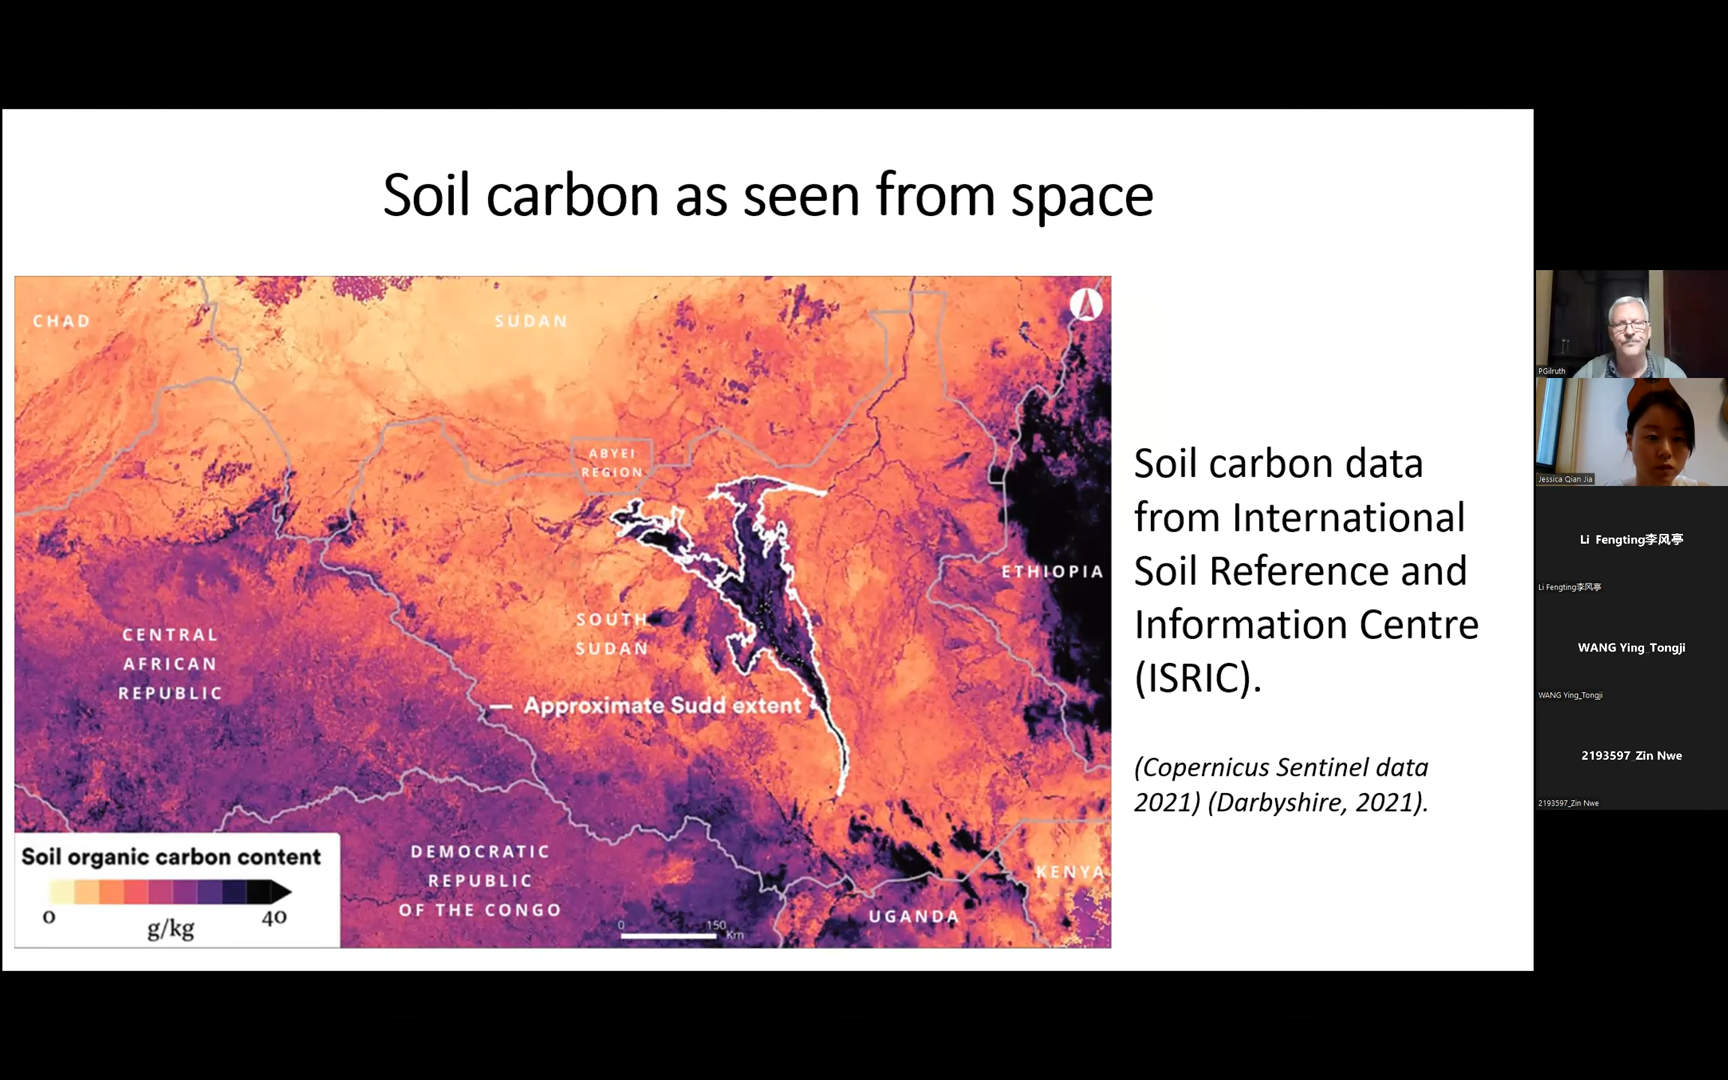 Soil carbon as seen from space
CHAD
SUDAN
ABYEI
REGION
ETHIOPIA
SOUTH
SUDAN
CENTRAL
AFRICAN
REPUBLIC
Approximate Sudd extent
DEMOCRATIC
REPUBLIC
OF THE CONGO
UGANDA
KENYA
0 150
Km
Soil organic carbon content
0 40
g/kg
Soil carbon data
from International
Soil Reference and
Information Centre
(ISRIC).
(Copernicus Sentinel data
2021) (Darbyshire, 2021).
PGilruth
Jessica Qian Jia
Li Fengting李风亭
Li Fengting李风亭
WANG Ying_Tongji
WANG Ying_Tongji
2193597_Zin Nwe
2193597_Zin Nwe